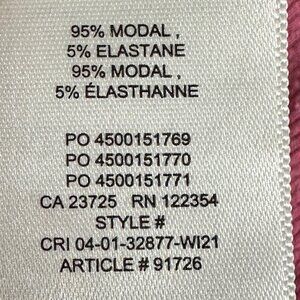 95% MODAL ,
5% ELASTANE
95% MODAL ,
5% ÉLASTHANNE
PO 4500151769
PO 4500151770
PO 4500151771
CA 23725 RN 122354
STYLE #
CRI 04-01-32877-WI21
ARTICLE # 91726